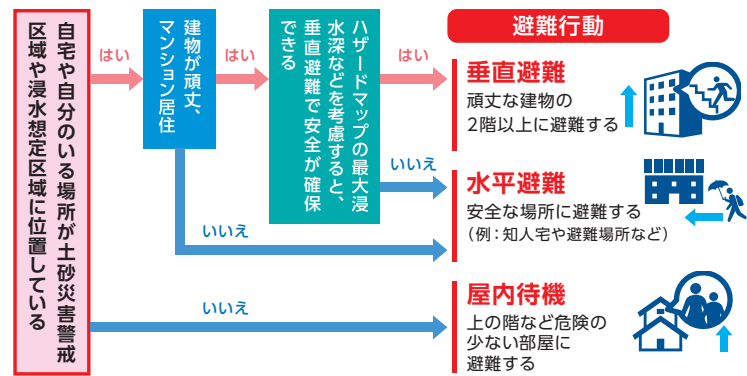 自宅や自分のいる場所が土砂災害警戒
区域や浸水想定区域に位置している
はい
建物が頑丈、
マンション居住
はい
ハザードマップの最大浸
水深などを考慮すると、
垂直避難で安全が確保
できる
はい
いいえ
いいえ
いいえ
避難行動
垂直避難
頑丈な建物の
2階以上に避難する
水平避難
安全な場所に避難する
（例：知人宅や避難場所など）
屋内待機
上の階など危険の
少ない部屋に
避難する